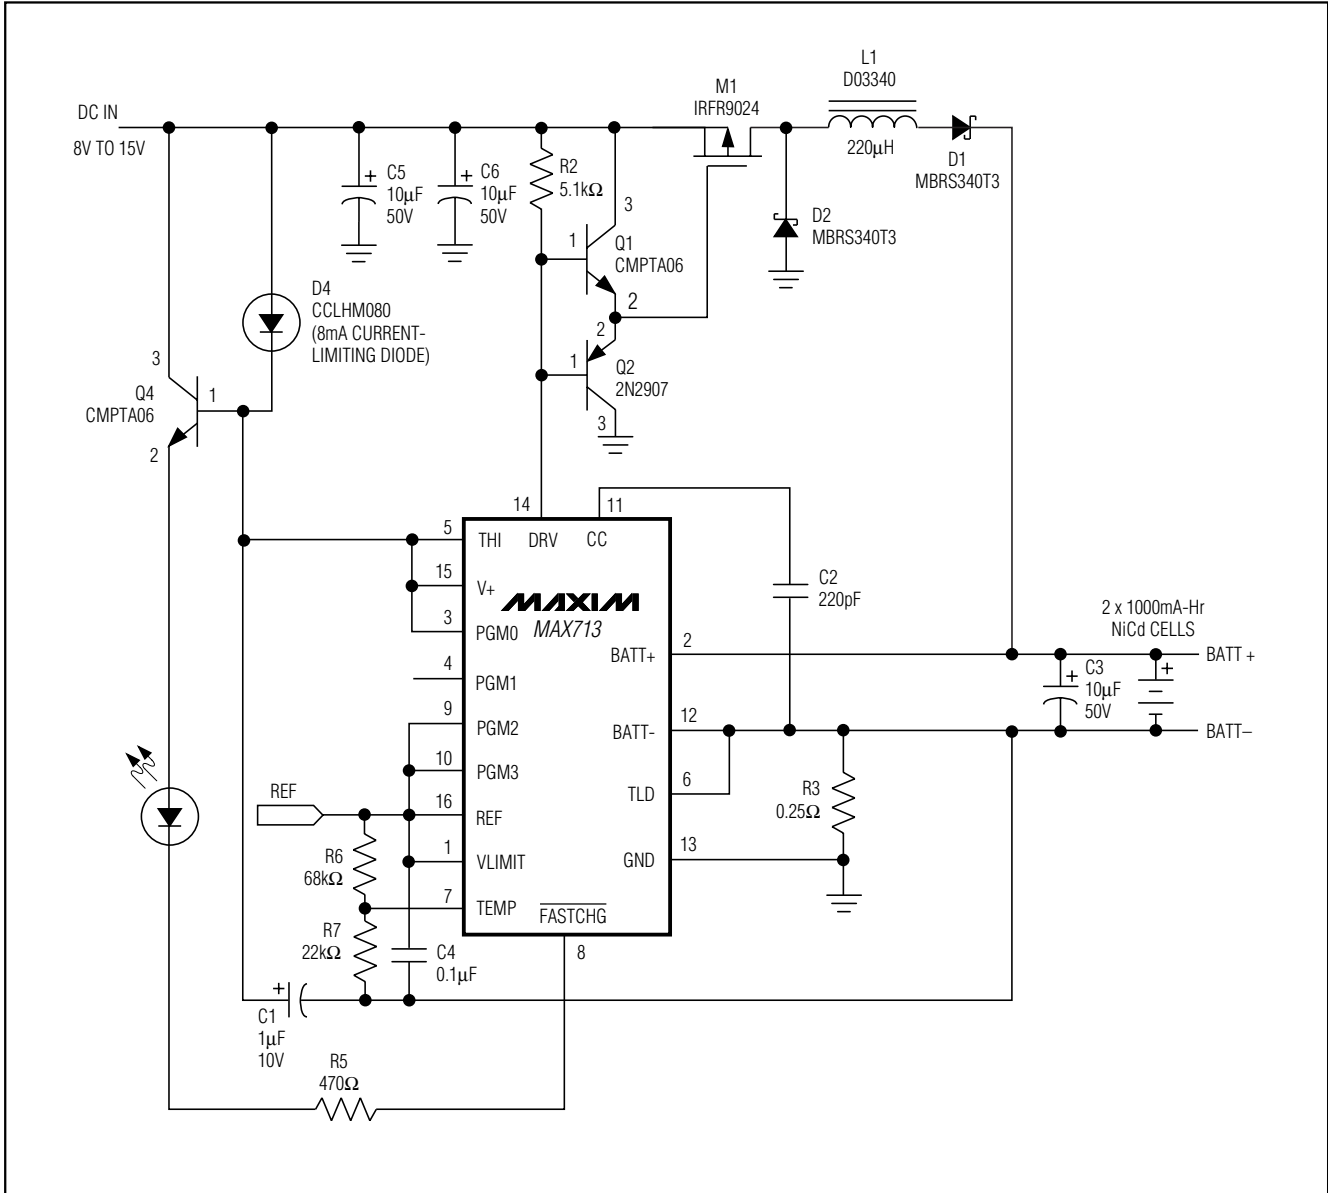 L1
D03340
M1
IRFR9024
DC IN
8V TO 15V
220μH
D1
MBRS340T3
C5
10μF
50V
C6
10μF
50V
R2
5.1kΩ
3
1
Q1
CMPTA06
2
D2
MBRS340T3
D4
CCLHM080
(8mA CURRENT-
LIMITING DIODE)
2
1
Q2
2N2907
3
3
Q4
CMPTA06
1
2
14
11
5
THI
DRV
CC
15
V+
MAXIM
MAX713
3
PGM0
4
PGM1
9
PGM2
10
PGM3
16
REF
1
VLIMIT
7
TEMP
FASTCHG
8
BATT+
2
BATT-
12
TLD
6
GND
13
C2
220pF
2 x 1000mA-Hr
NiCd CELLS
BATT +
C3
10μF
50V
BATT–
R3
0.25Ω
REF
R6
68kΩ
R7
22kΩ
C4
0.1μF
C1
1μF
10V
R5
470Ω
+
+
+
+
+